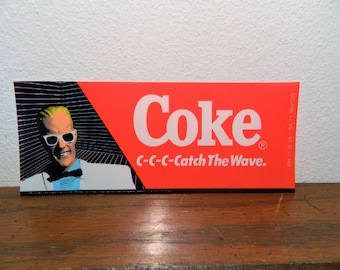 Coke®
C-C-C-Catch The Wave.